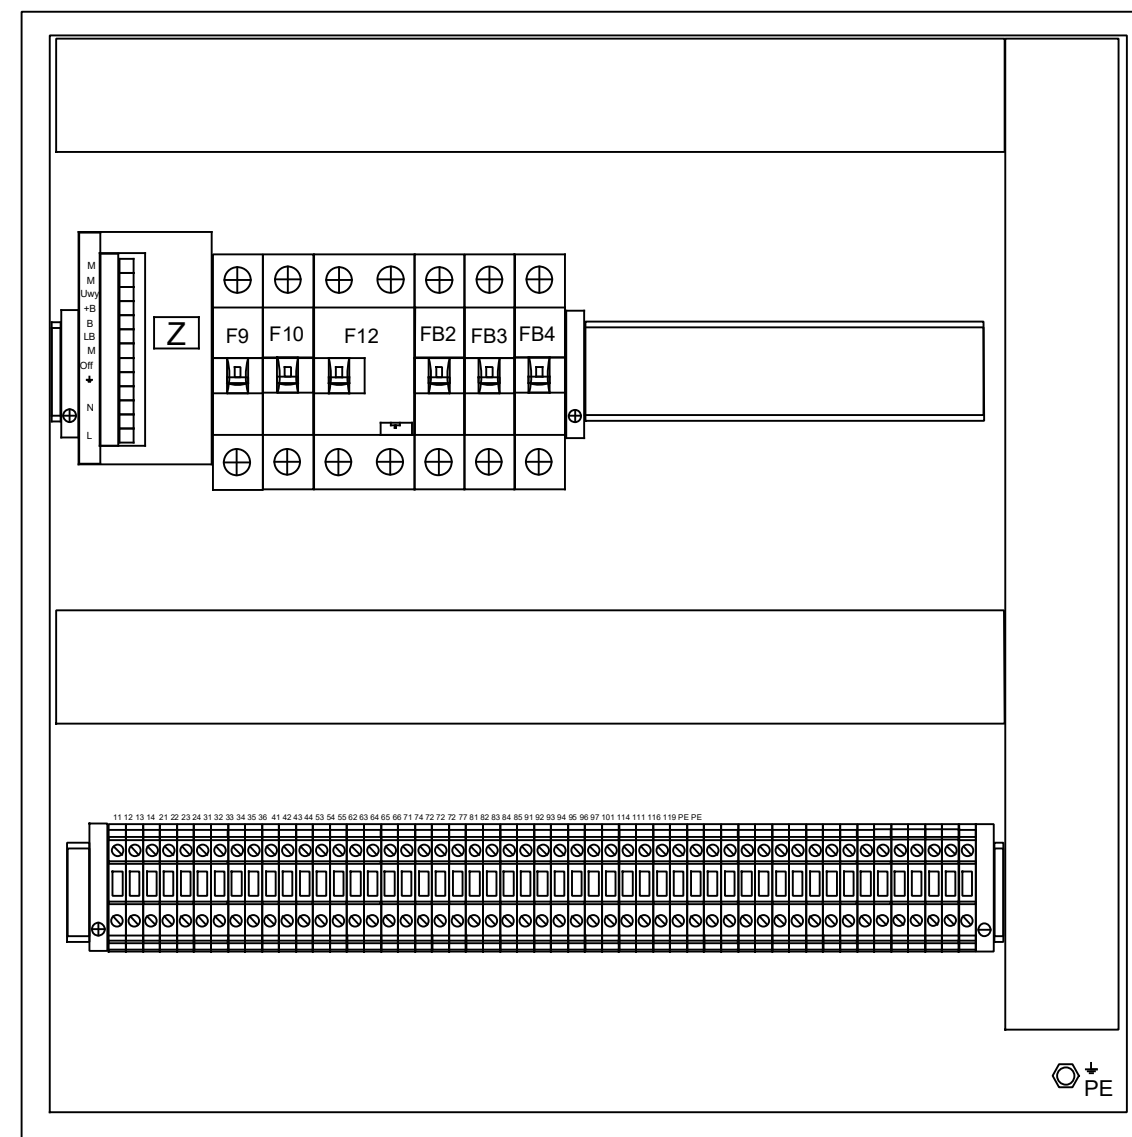 M
M
Uwy
+B
B
LB
M
Off
N
L
Z
F9 F10 F12 FB2 FB3 FB4
11 12 13 14 21 22 23 24 31 32 33 34 35 36 41 42 43 44 53 54 55 62 63 64 65 66 71 74 72 72 72 77 81 82 83 84 85 91 92 93 94 95 96 97 101 114 111 116 119 PE PE
PE